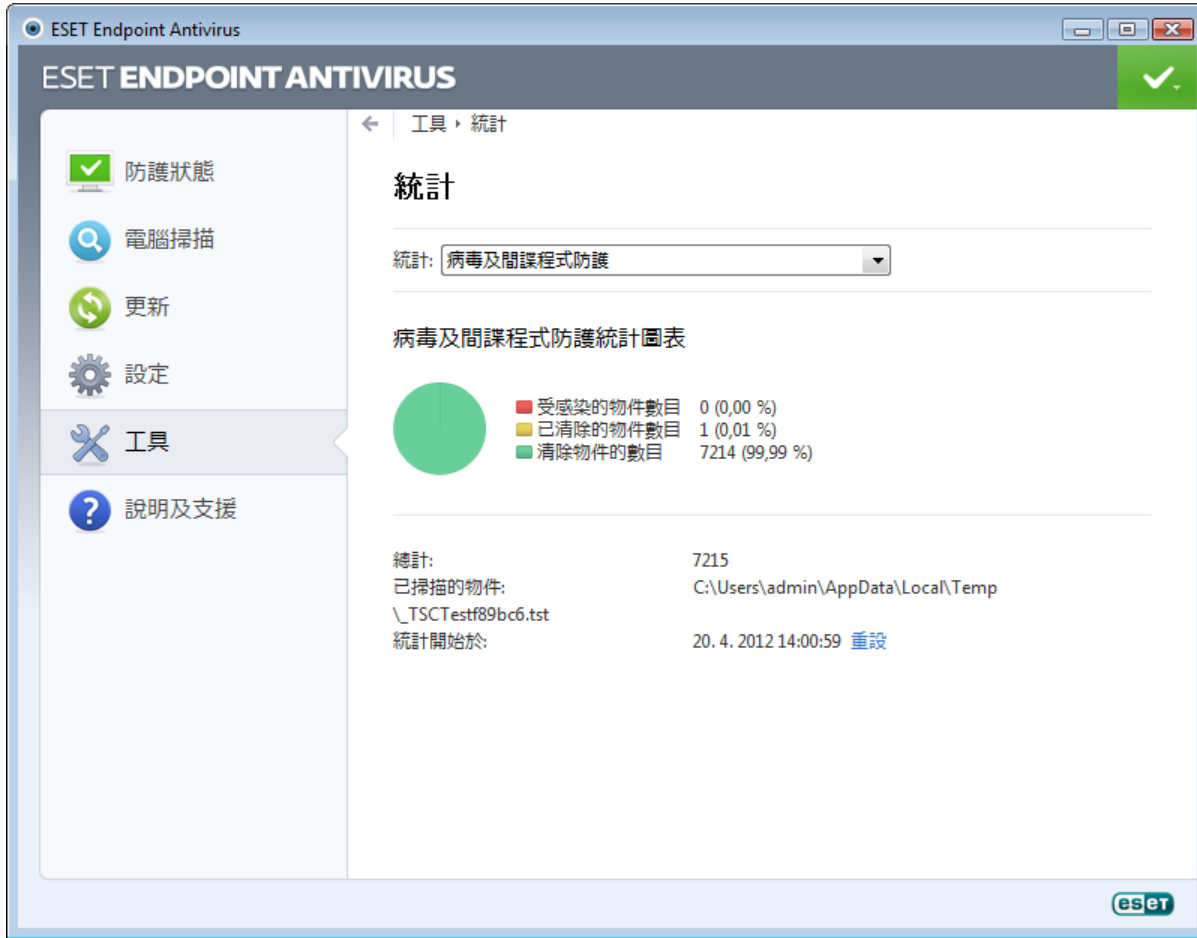 ESET Endpoint Antivirus
ESET ENDPOINT ANTIVIRUS
工具 ‣ 統計
防護狀態
電腦掃描
更新
設定
工具
說明及支援
統計
統計: 病毒及間諜程式防護
病毒及間諜程式防護統計圖表
受感染的物件數目 0 (0,00 %)
已清除的物件數目 1 (0,01 %)
清除物件的數目 7214 (99,99 %)
總計: 7215
已掃描的物件: C:\Users\admin\AppData\Local\Temp
\_TSCTestf89bc6.tst
統計開始於: 20. 4. 2012 14:00:59 重設
eseT